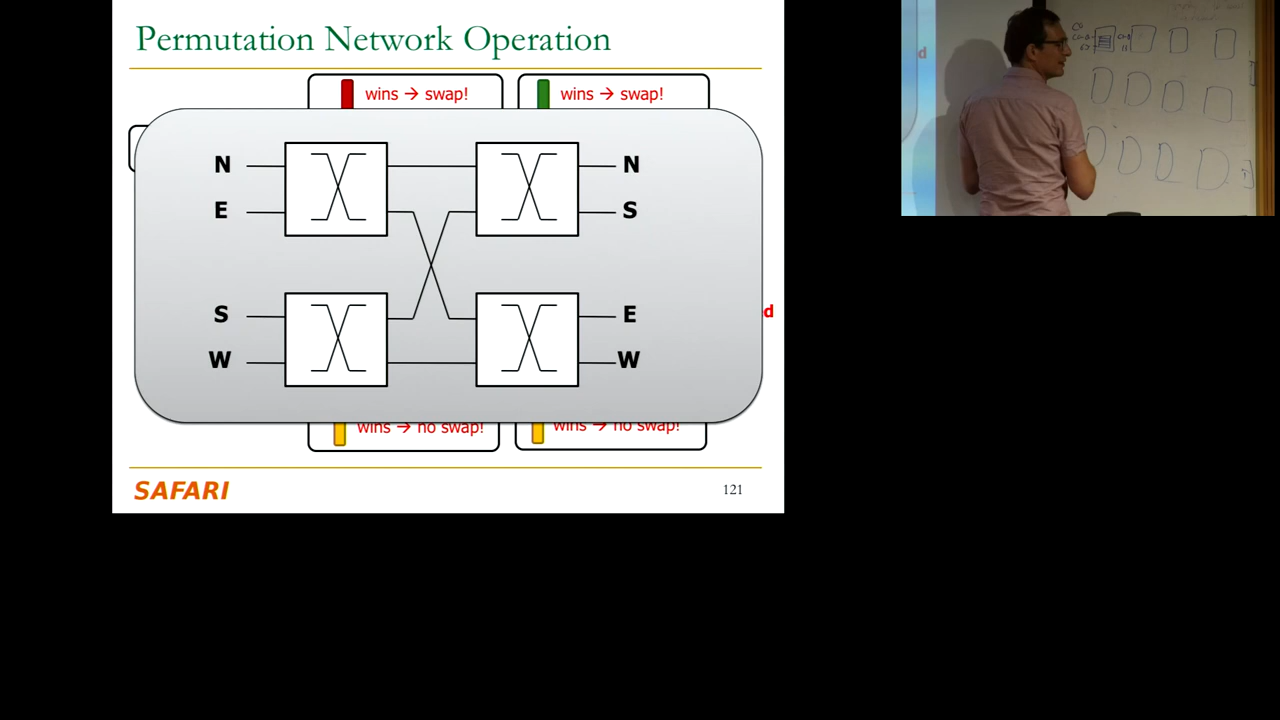 Permutation Network Operation
wins → swap!
wins → swap!
N
N
E
S
S
E
W
W
d
wins → no swap!
wins → no swap!
SAFARI
121
d